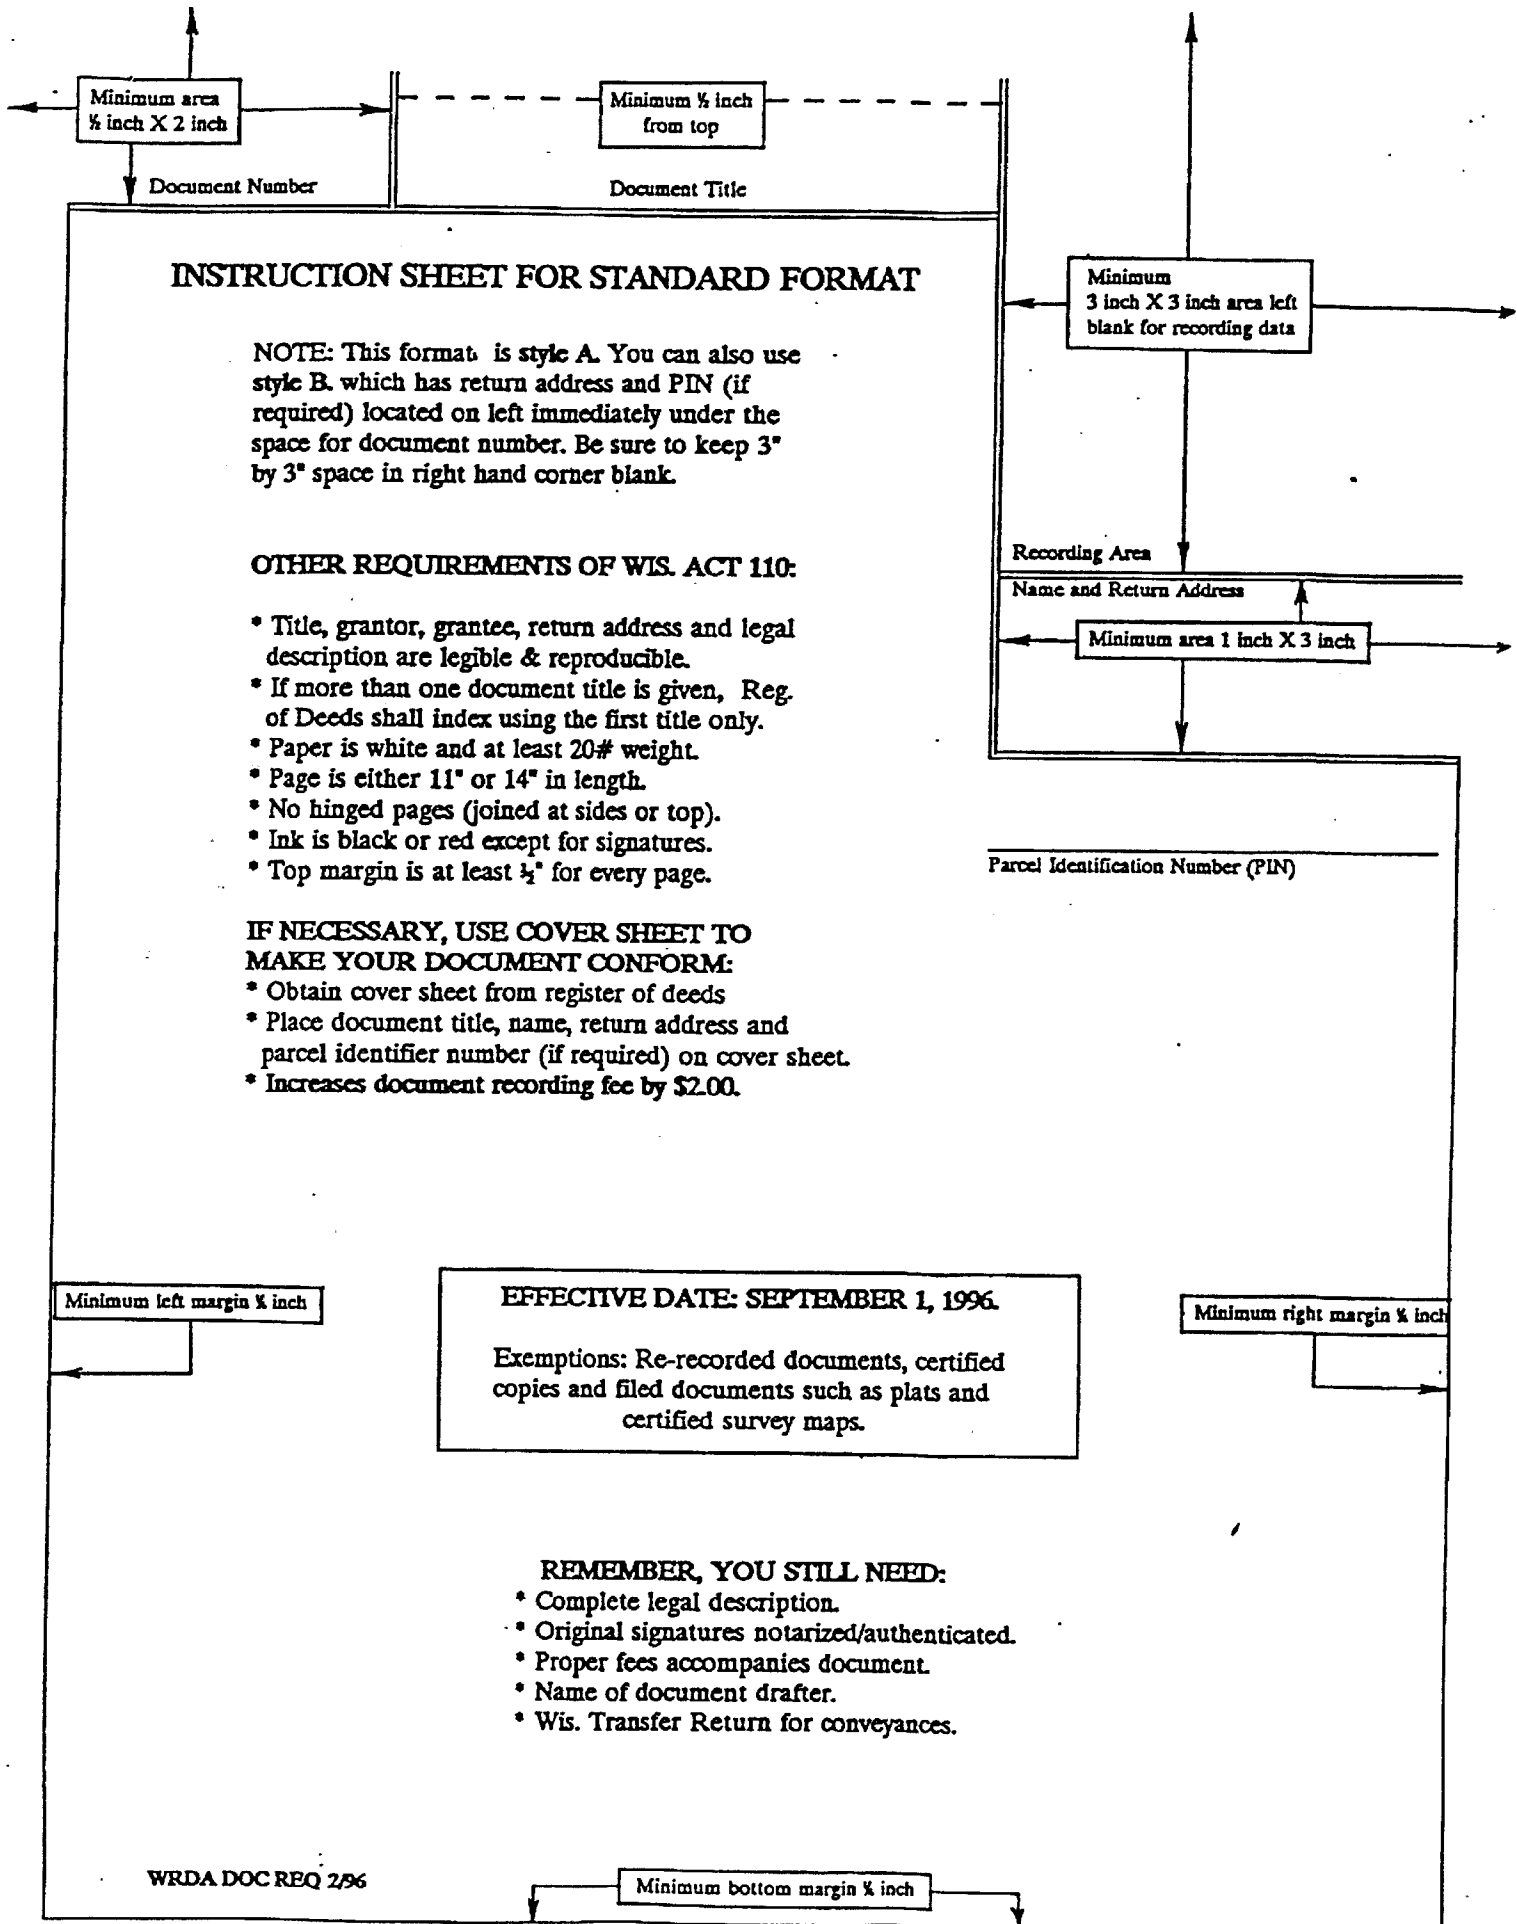 Minimum area
½ inch X 2 inch
Minimum ½ inch
from top
Document Number
Document Title
INSTRUCTION SHEET FOR STANDARD FORMAT
Minimum
3 inch X 3 inch area left
blank for recording data
NOTE: This format is style A. You can also use
style B. which has return address and PIN (if
required) located on left immediately under the
space for document number. Be sure to keep 3"
by 3" space in right hand corner blank.
Recording Area
Name and Return Address
Minimum area 1 inch X 3 inch
Parcel Identification Number (PIN)
OTHER REQUIREMENTS OF WIS. ACT 110:
* Title, grantor, grantee, return address and legal
description are legible & reproducible.
* If more than one document title is given, Reg.
of Deeds shall index using the first title only.
* Paper is white and at least 20# weight.
* Page is either 11" or 14" in length.
* No hinged pages (joined at sides or top).
* Ink is black or red except for signatures.
* Top margin is at least ½" for every page.
IF NECESSARY, USE COVER SHEET TO
MAKE YOUR DOCUMENT CONFORM:
* Obtain cover sheet from register of deeds
* Place document title, name, return address and
parcel identifier number (if required) on cover sheet.
* Increases document recording fee by $2.00.
Minimum left margin ¼ inch
EFFECTIVE DATE: SEPTEMBER 1, 1996.
Exemptions: Re-recorded documents, certified
copies and filed documents such as plats and
certified survey maps.
Minimum right margin ¼ inch
REMEMBER, YOU STILL NEED:
* Complete legal description.
* Original signatures notarized/authenticated.
* Proper fees accompanies document.
* Name of document drafter.
* Wis. Transfer Return for conveyances.
WRDA DOC REQ 2/96
Minimum bottom margin ¼ inch